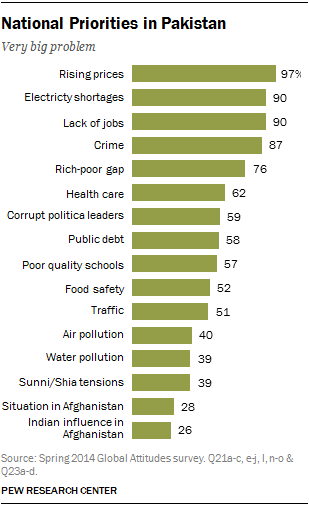 National Priorities in Pakistan
Very big problem
Rising prices 97%
Electricty shortages 90
Lack of jobs 90
Crime 87
Rich-poor gap 76
Health care 62
Corrupt politica leaders 59
Public debt 58
Poor quality schools 57
Food safety 52
Traffic 51
Air pollution 40
Water pollution 39
Sunni/Shia tensions 39
Situation in Afghanistan 28
Indian influence in
Afghanistan 26
Source: Spring 2014 Global Attitudes survey. Q21a-c, e-j, l, n-o &
Q23a-d.
PEW RESEARCH CENTER